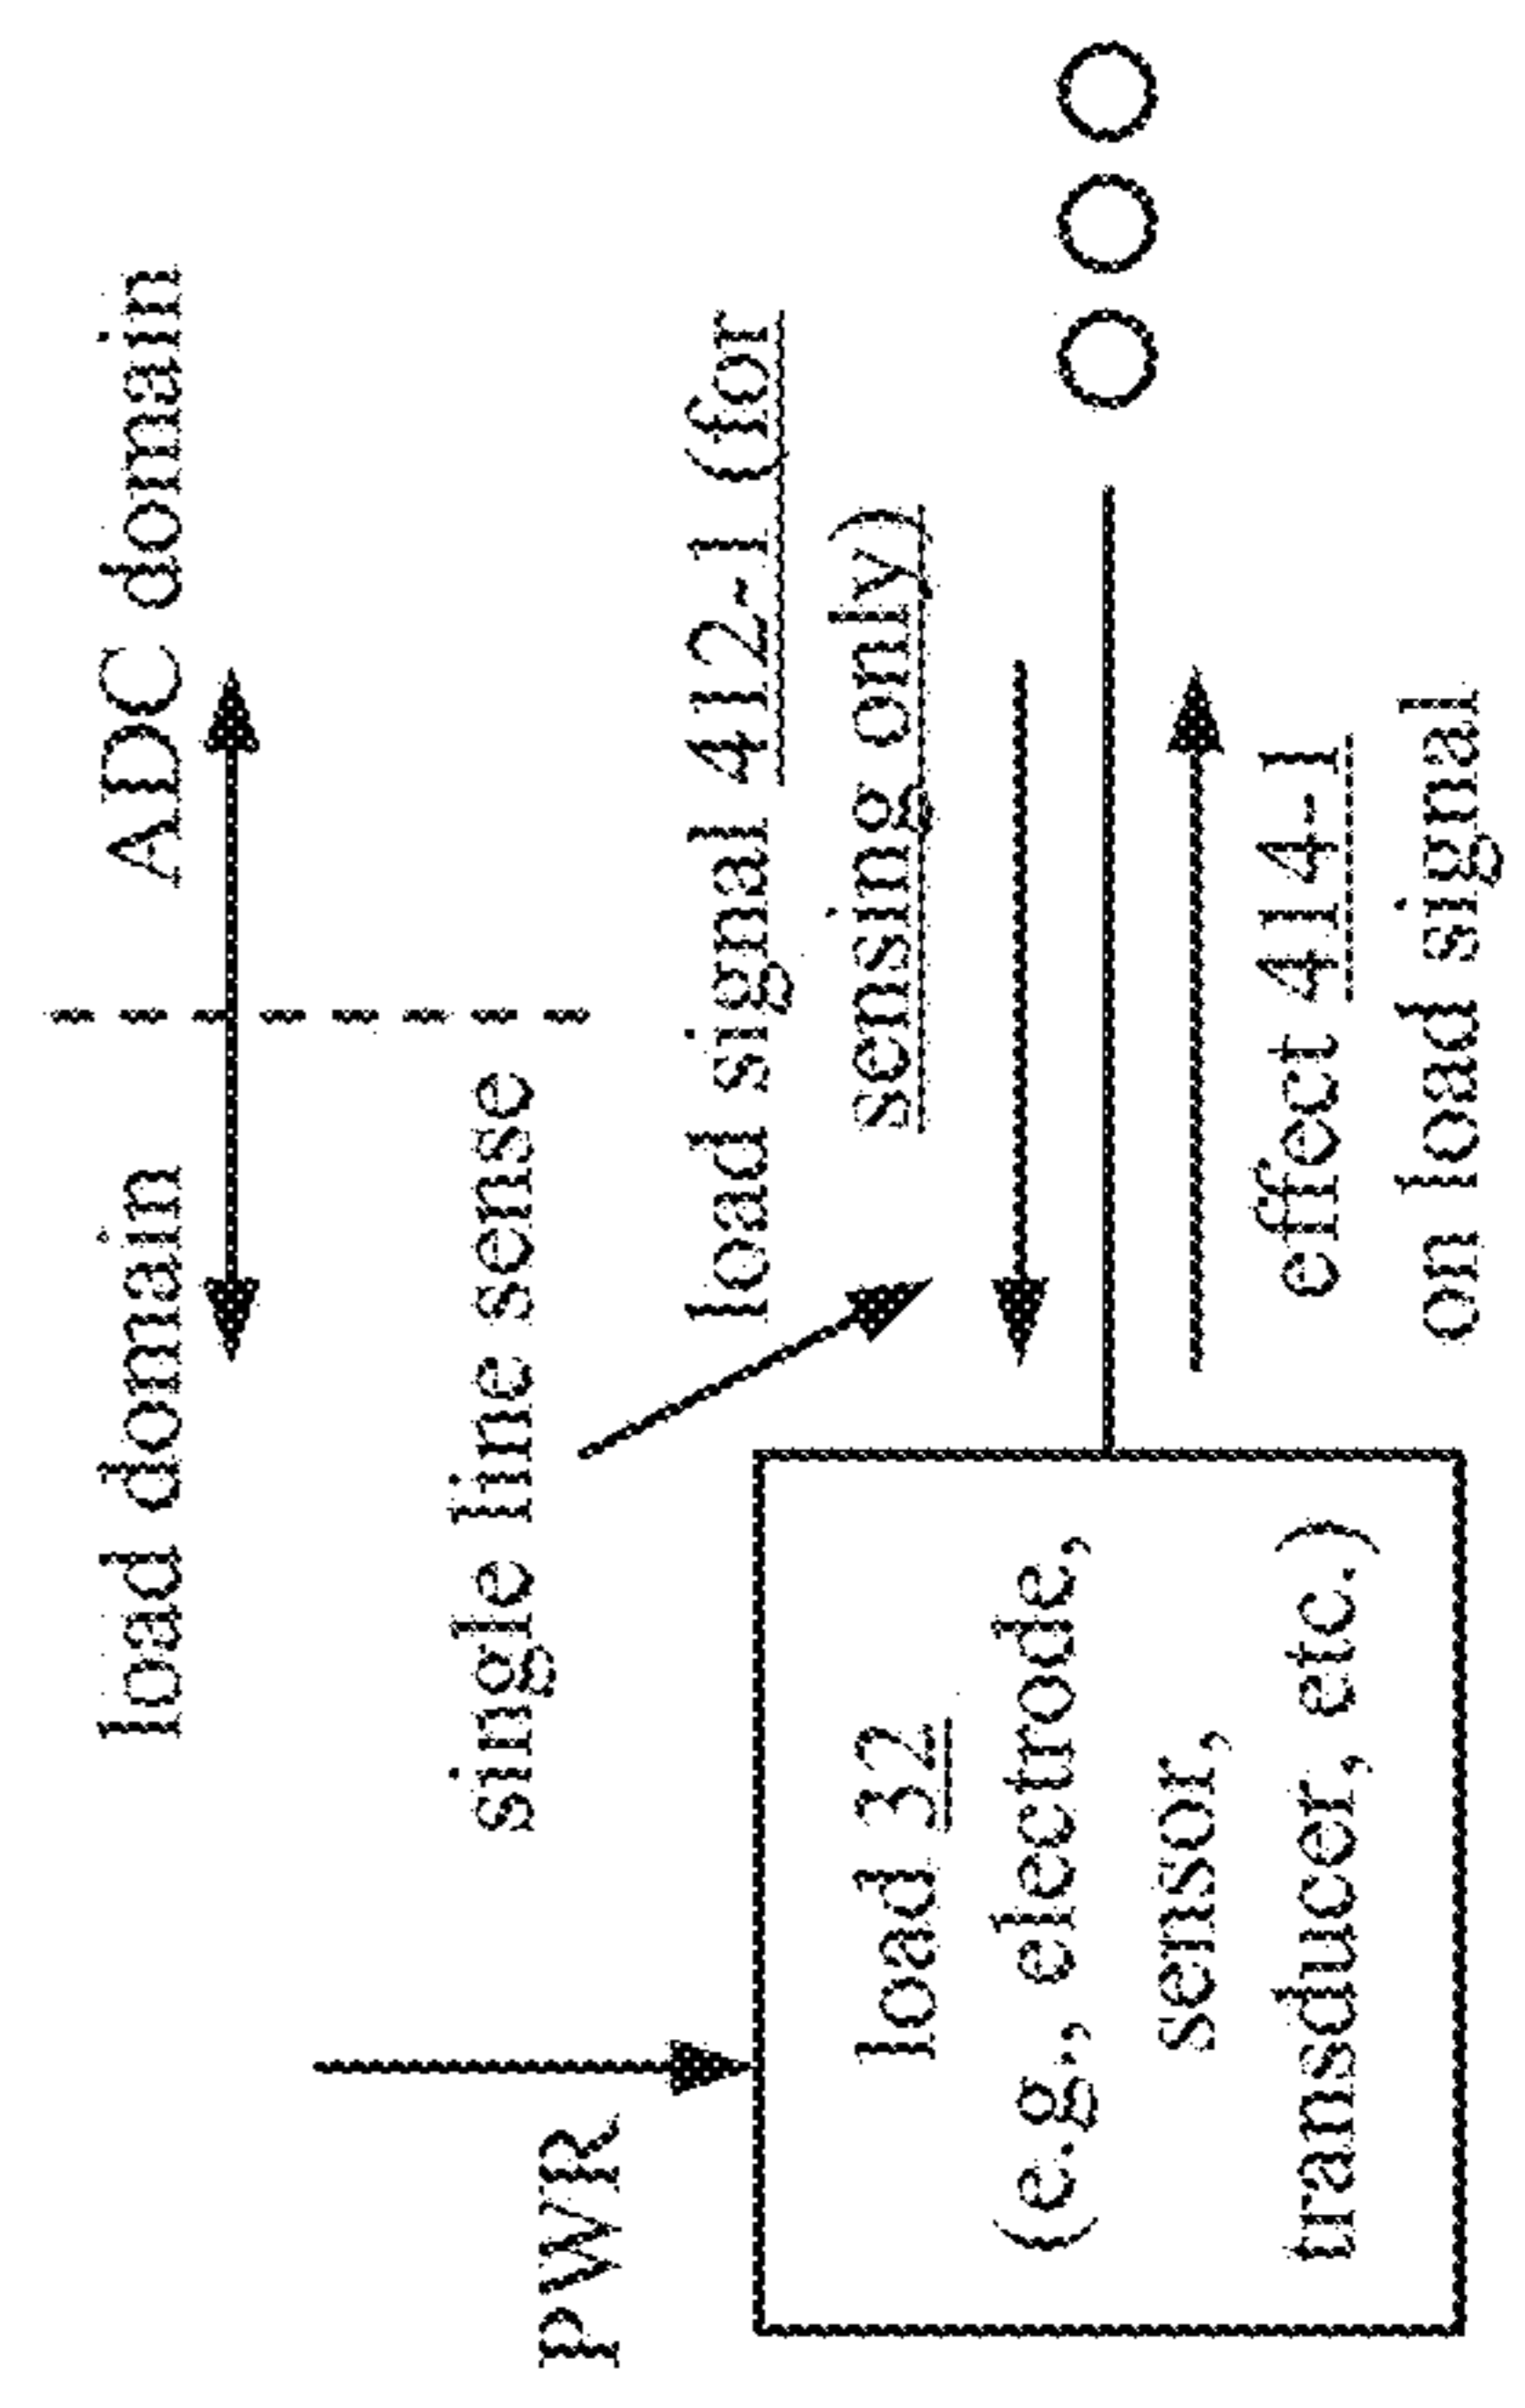 load domain
ADC domain
single line sense
PWR
load signal 412-1 (for
sensing only)
load 32
(e.g., electrode,
sensor,
transducer, etc.)
effect 414-1
on load signal